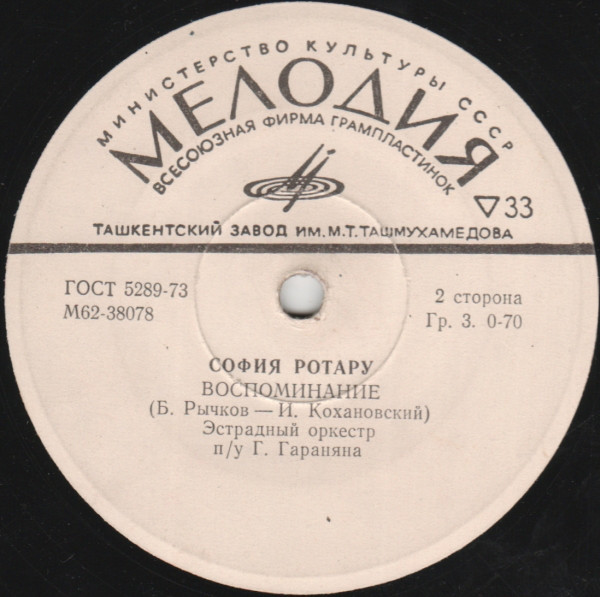 МИНИСТЕРСТВО КУЛЬТУРЫ СССР
МЕЛОДИЯ
ВСЕСОЮЗНАЯ ФИРМА ГРАМПЛАСТИНОК
33
ТАШКЕНТСКИЙ ЗАВОД ИМ. М.Т. ТАШМУХАМЕДОВА
ГОСТ 5289-73
М62-38078
2 сторона
Гр. 3. 0-70
СОФИЯ РОТАРУ
ВОСПОМИНАНИЕ
(Б. Рычков — И. Кохановский)
Эстрадный оркестр
п/у Г. Гараняна